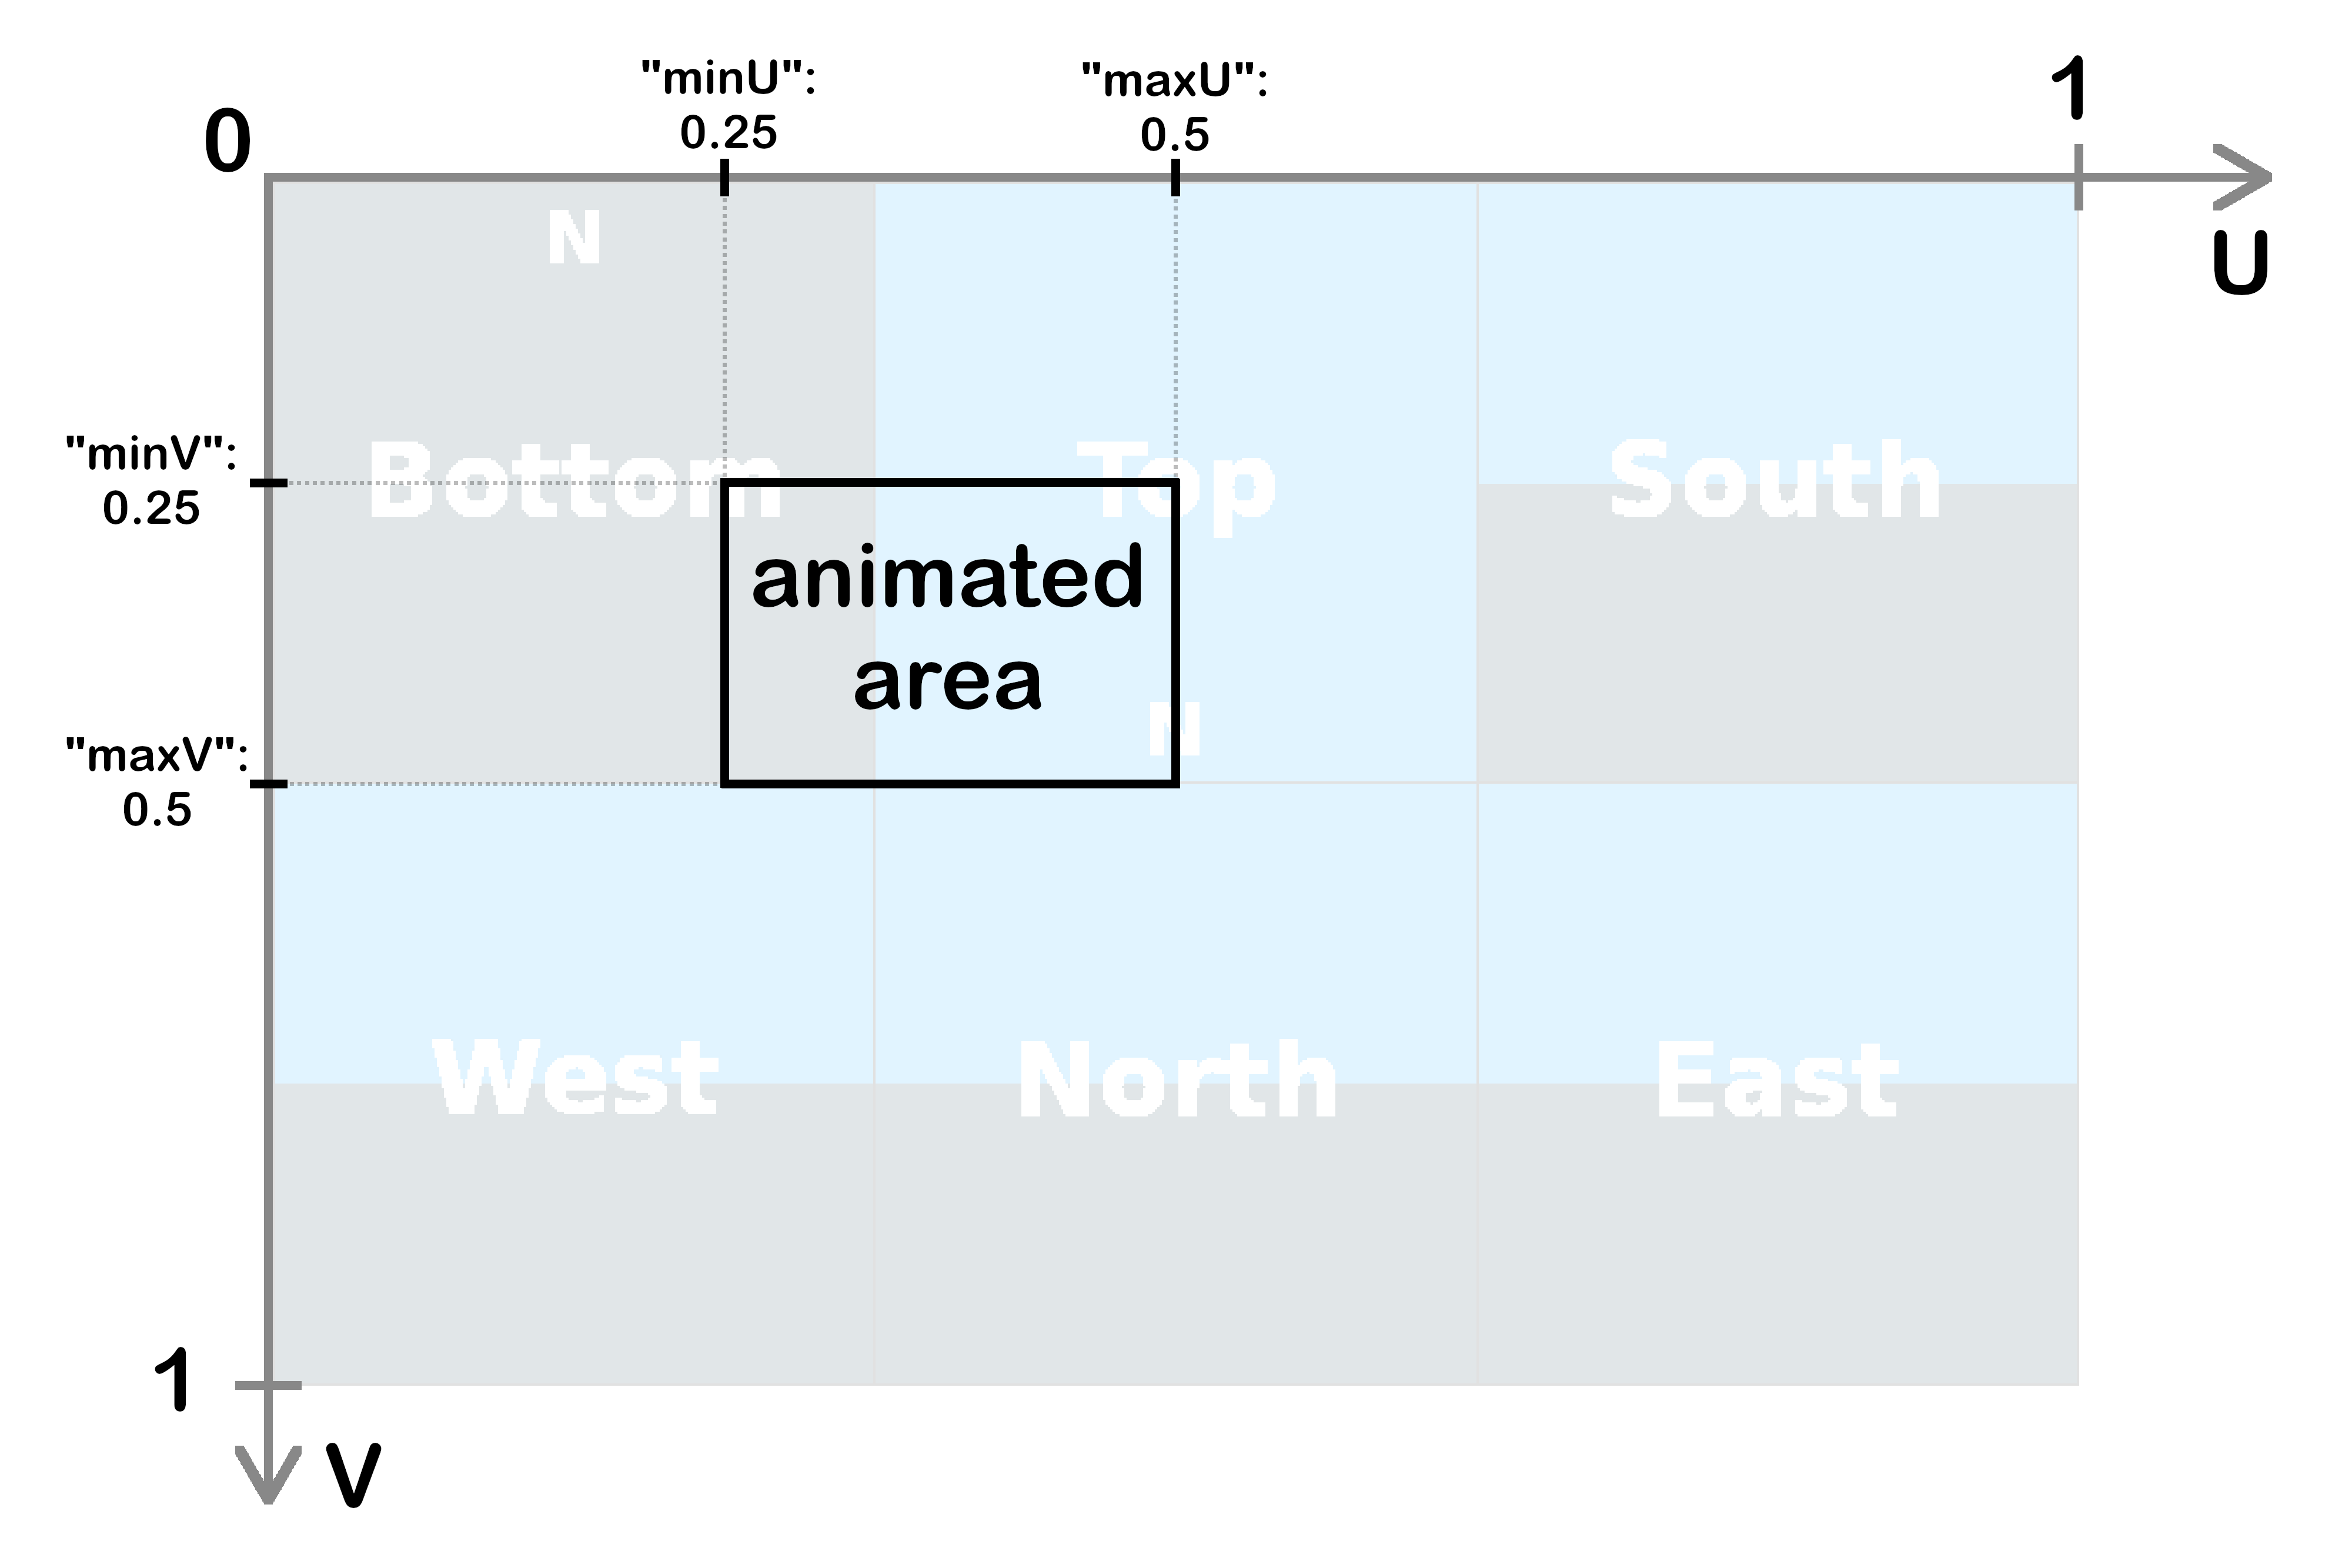 "minU":
0.25
"maxU":
0.5
1
0
U
N
"minV":
0.25
Bottom
Top
South
animated
area
N
"maxV":
0.5
West
North
East
1
V